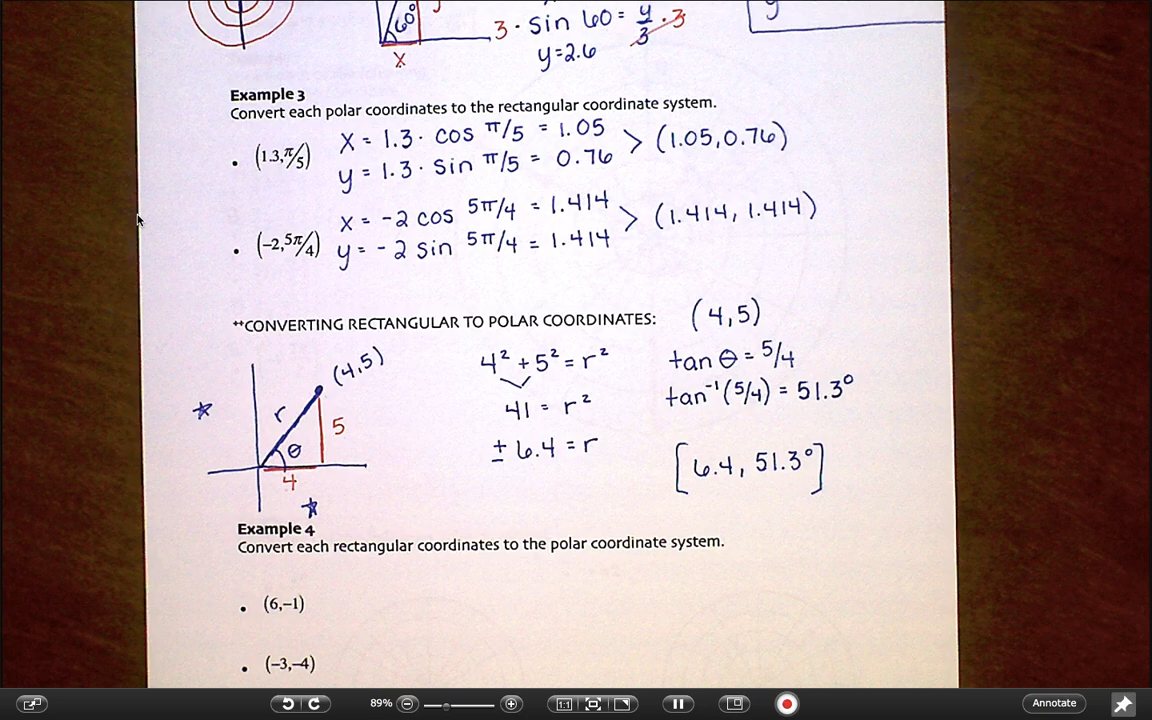 60°
x
3 · sin 60 = y/3 · 3
y=2.6
y
Example 3
Convert each polar coordinates to the rectangular coordinate system.
• (1.3,π/5)
x = 1.3 · cos π/5 = 1.05
y = 1.3 · sin π/5 = 0.76
> (1.05,0.76)
• (−2,5π/4)
x = -2 cos 5π/4 = 1.414
y = -2 sin 5π/4 = 1.414
> (1.414, 1.414)
**CONVERTING RECTANGULAR TO POLAR COORDINATES:
(4,5)
(4,5)
r
θ
5
4
4² + 5² = r²
41 = r²
± 6.4 = r
tan θ = 5/4
tan⁻¹(5/4) = 51.3°
[6.4, 51.3°]
Example 4
Convert each rectangular coordinates to the polar coordinate system.
• (6,−1)
• (−3,−4)
89%
1:1
Annotate